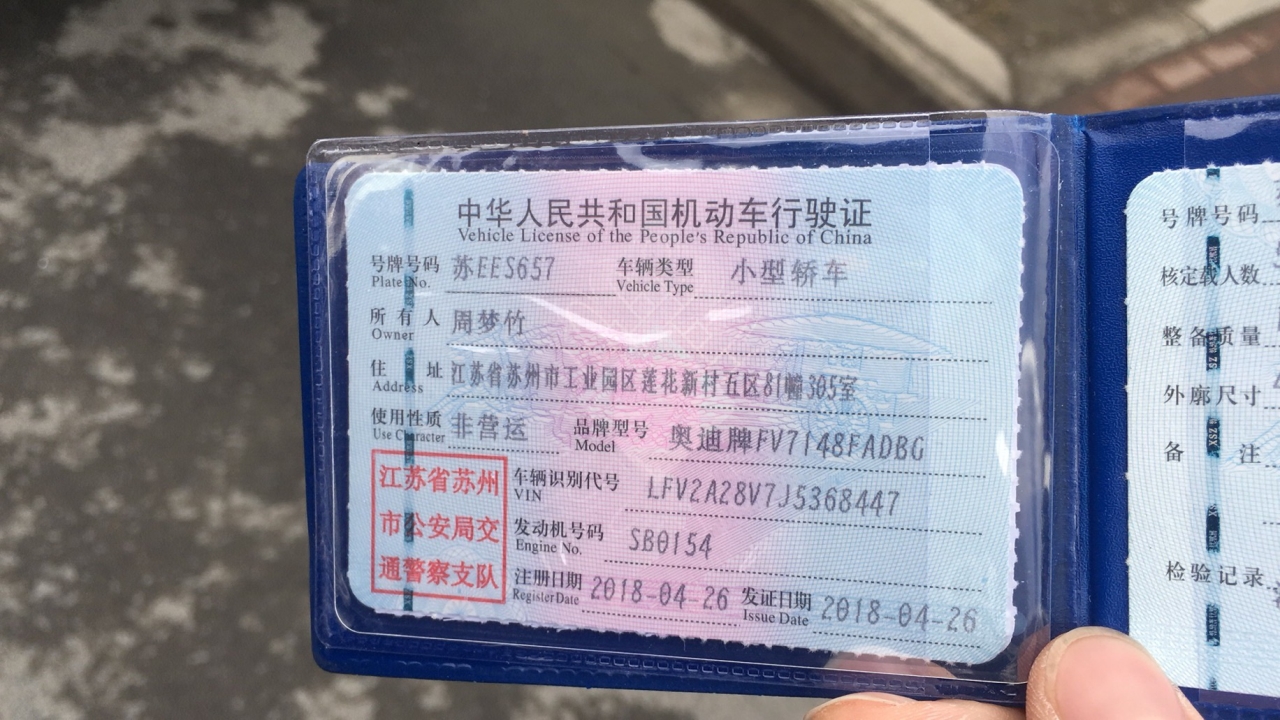 中华人民共和国机动车行驶证
Vehicle License of the People's Republic of China
号牌号码 苏EES657 车辆类型 小型轿车
Plate No. Vehicle Type
所有人 周梦竹
Owner
住址 江苏省苏州市工业园区莲花新村五区81幢305室
Address
使用性质 非营运 品牌型号 奥迪牌FV7148FADBG
Use Character Model
江苏省苏州
市公安局交
通警察支队
车辆识别代号 LFV2A28V7J5368447
VIN
发动机号码 SB0154
Engine No.
注册日期 2018-04-26 发证日期 2018-04-26
Register Date Issue Date
号牌号码
核定载人数
整备质量
外廓尺寸
备注
检验记录